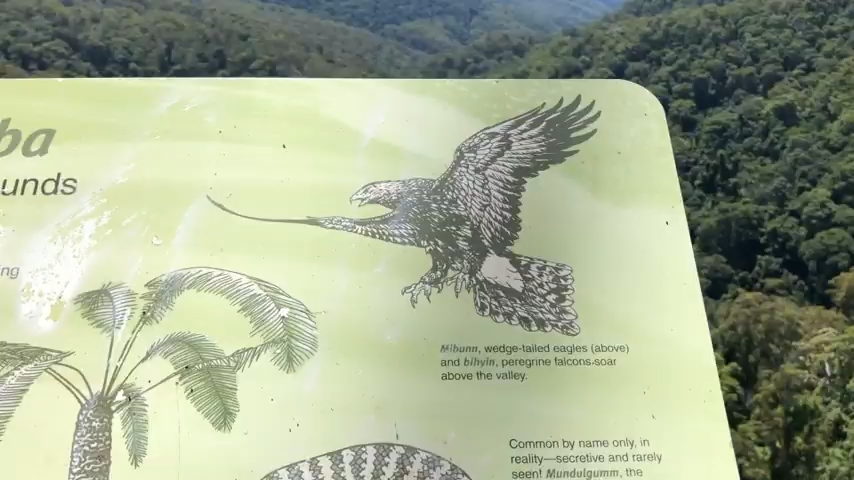 ba
unds
ing
Mibunn, wedge-tailed eagles (above)
and bihyin, peregrine falcons soar
above the valley.
Common by name only, in
reality—secretive and rarely
seen! Mundulgumm, the